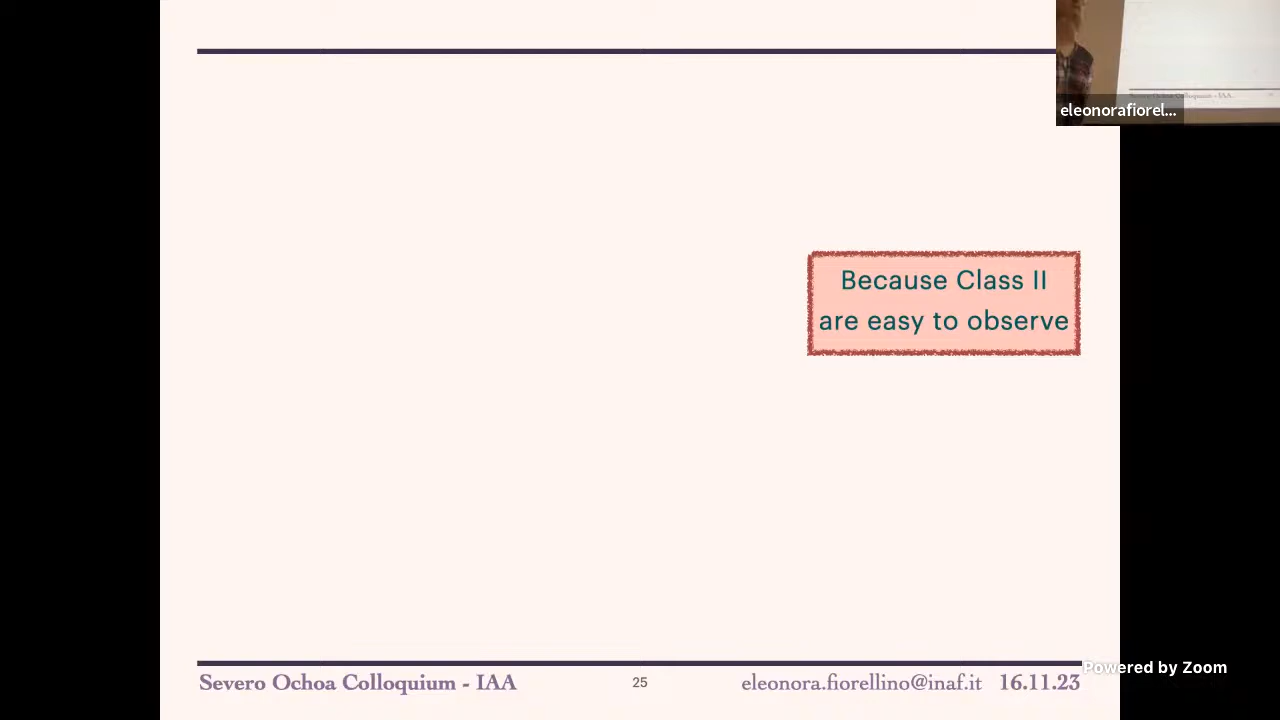 eleonorafiorel...
Because Class II
are easy to observe
Severo Ochoa Colloquium - IAA
25
eleonora.fiorellino@inaf.it 16.11.23
Powered by Zoom